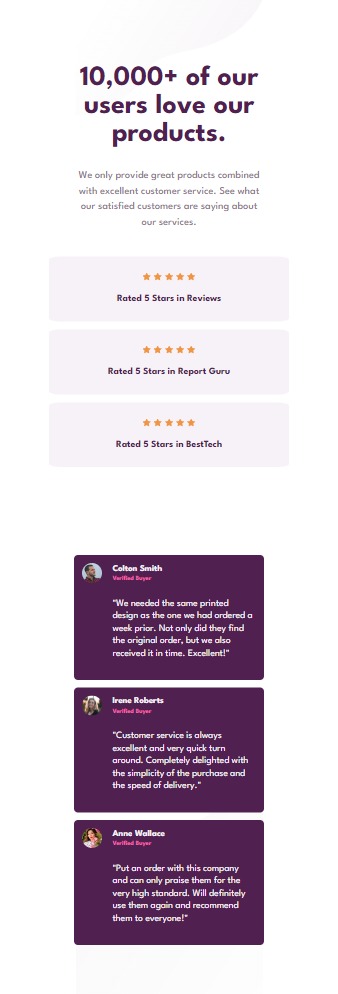 10,000+ of our
users love our
products.
We only provide great products combined
with excellent customer service. See what
our satisfied customers are saying about
our services.
Rated 5 Stars in Reviews
Rated 5 Stars in Report Guru
Rated 5 Stars in BestTech
Colton Smith
Verified Buyer
"We needed the same printed
design as the one we had ordered a
week prior. Not only did they find
the original order, but we also
received it in time. Excellent!"
Irene Roberts
Verified Buyer
"Customer service is always
excellent and very quick turn
around. Completely delighted with
the simplicity of the purchase and
the speed of delivery."
Anne Wallace
Verified Buyer
"Put an order with this company
and can only praise them for the
very high standard. Will definitely
use them again and recommend
them to everyone!"